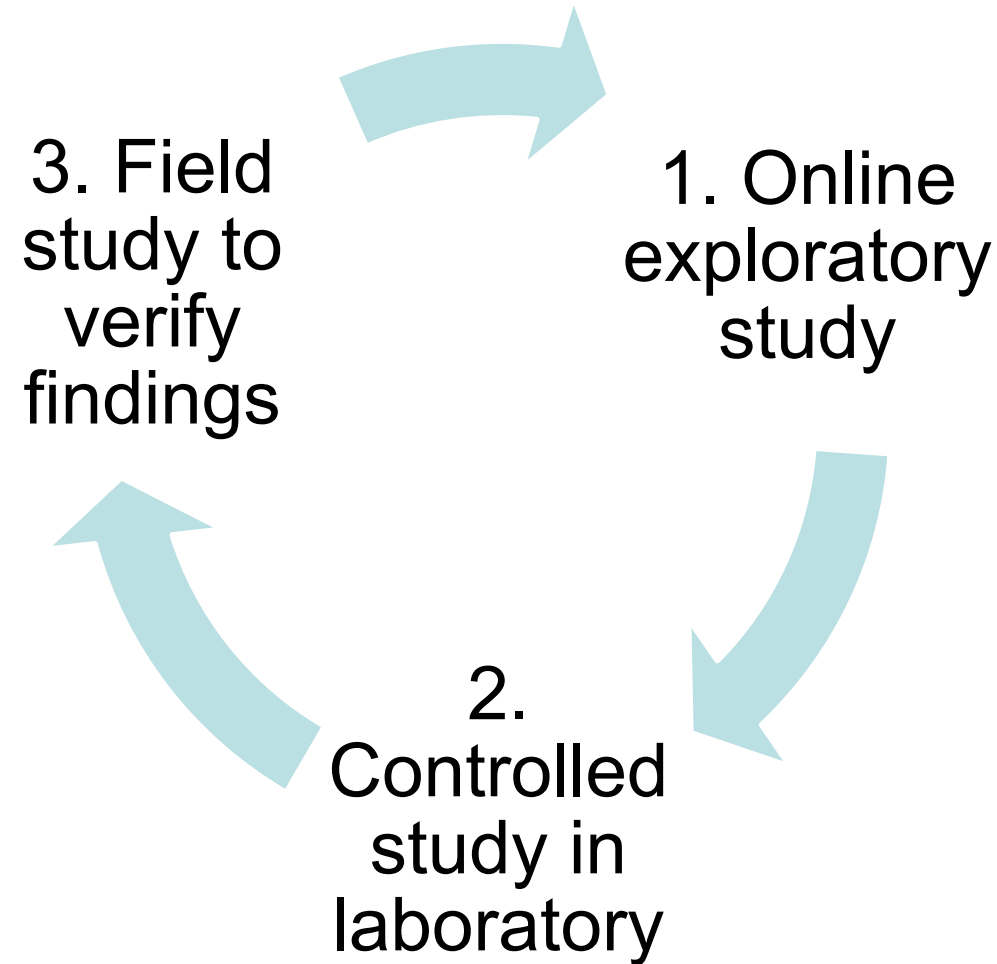 1. Online
exploratory
study
2.
Controlled
study in
laboratory
3. Field
study to
verify
findings